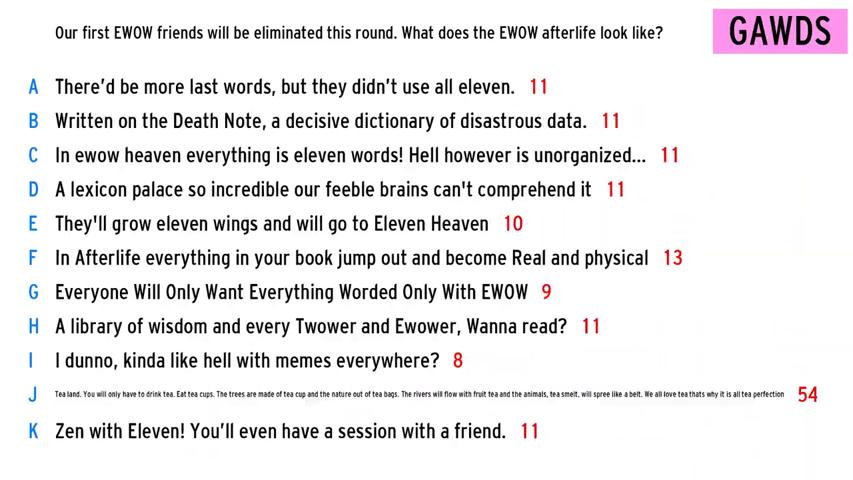 Our first EWOW friends will be eliminated this round. What does the EWOW afterlife look like?
GAWDS
A There'd be more last words, but they didn't use all eleven. 11
B Written on the Death Note, a decisive dictionary of disastrous data. 11
C In ewow heaven everything is eleven words! Hell however is unorganized... 11
D A lexicon palace so incredible our feeble brains can't comprehend it 11
E They'll grow eleven wings and will go to Eleven Heaven 10
F In Afterlife everything in your book jump out and become Real and physical 13
G Everyone Will Only Want Everything Worded Only With EWOW 9
H A library of wisdom and every Twower and Ewower, Wanna read? 11
I I dunno, kinda like hell with memes everywhere? 8
J Tea land. You will only have to drink tea. Eat tea cups. The trees are made of tea cup and the nature out of tea bags. The rivers will flow with fruit tea and the animals, tea smelt, will spree like a belt. We all love tea thats why it is all tea perfection 54
K Zen with Eleven! You'll even have a session with a friend. 11